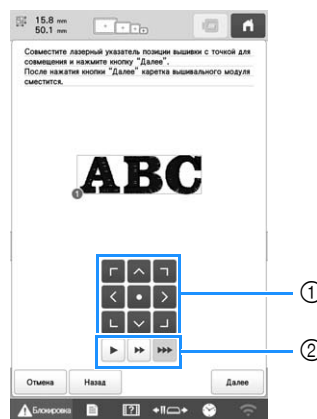 15.8 mm
50.1 mm
Совместите лазерный указатель позиции вышивки с точкой для
совмещения и нажмите кнопку "Далее".
После нажатия кнопки "Далее" каретка вышивального модуля
сместится.
ABC
1
1
2
Отмена Назад Далее
Блокировка